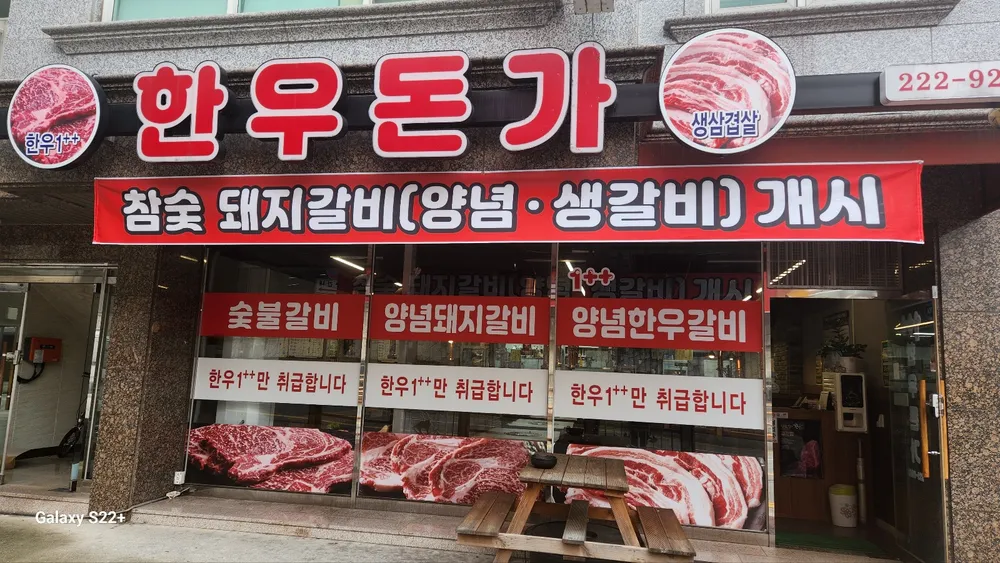 한우1++
한우돈가
생삼겹살
222-92
참숯 돼지갈비(양념·생갈비) 개시
1++
숯불갈비
양념돼지갈비
양념한우갈비
한우1++만 취급합니다
한우1++만 취급합니다
한우1++만 취급합니다
Galaxy S22+